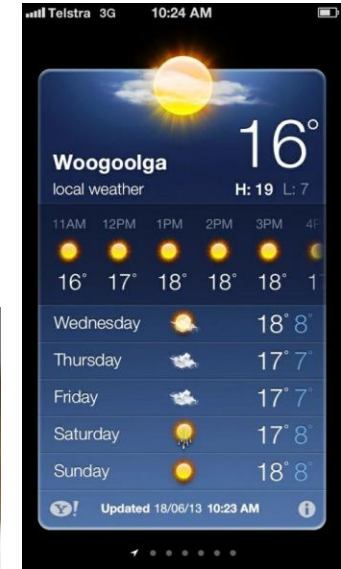 Telstra 3G 10:24 AM
16°
Woogoolga
local weather H: 19 L: 7
11AM 12PM 1PM 2PM 3PM
16° 17° 18° 18° 18°
Wednesday 18° 8°
Thursday 17° 7°
Friday 17° 7°
Saturday 17° 8°
Sunday 18° 8°
Y! Updated 18/06/13 10:23 AM i